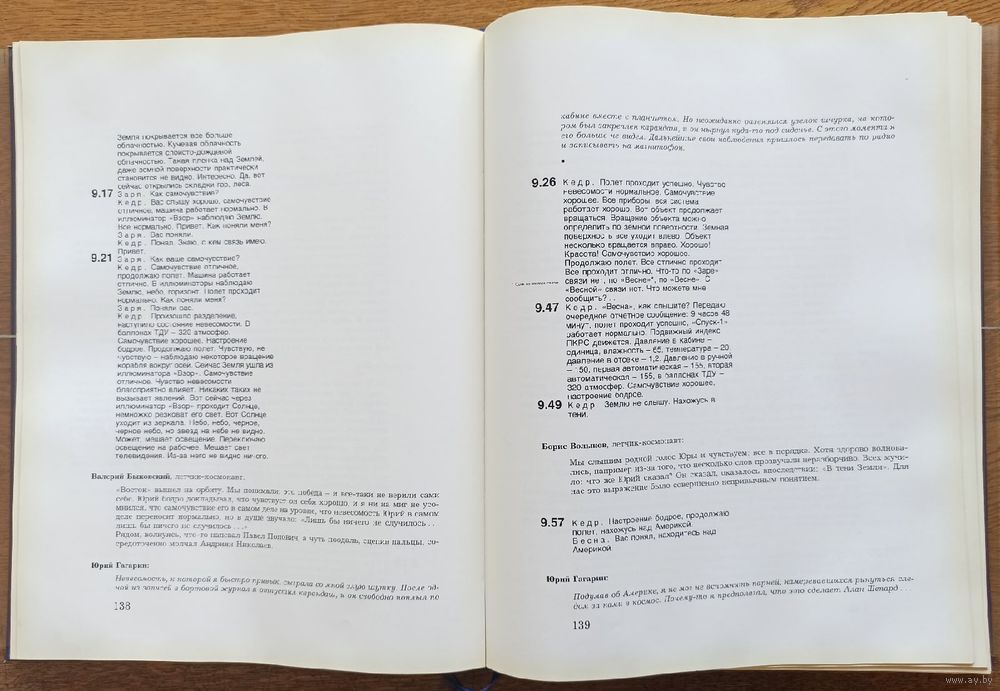 Земля покрывается все больше
облачностью. Кучевая облачность
покрывается слоисто-дождевой
облачностью. Такая пленка над Землей,
даже земной поверхности практически
становится не видно. Интересно. Да, вот
сейчас открылись складки гор, леса.
9.17 Заря. Как самочувствие?
Кедр. Вас слышу хорошо, самочувствие
отличное, машина работает нормально. В
иллюминатор «Взор» наблюдаю Землю.
Все нормально. Привет. Как поняли меня?
Заря. Вас поняли.
Кедр. Понял. Знаю, с кем связь имею.
Привет.
9.21 Заря. Как ваше самочувствие?
Кедр. Самочувствие отличное,
продолжаю полет. Машина работает
отлично. В иллюминаторы наблюдаю
Землю, небо, горизонт. Полет проходит
нормально. Как поняли меня?
Заря. Поняли вас.
Кедр. Произошло разделение,
наступило состояние невесомости. В
баллонах ТДУ – 320 атмосфер.
Самочувствие хорошее. Настроение
бодрое. Продолжаю полет. Чувствую, не
чувствую – наблюдаю некоторое вращение
корабля вокруг осей. Сейчас Земля ушла из
иллюминатора «Взор». Самочувствие
отличное. Чувство невесомости
благоприятно влияет. Никаких таких не
вызывает явлений. Вот сейчас через
иллюминатор «Взор» проходит Солнце,
немножко резковат его свет. Вот Солнце
уходит из зеркала. Небо, небо, черное,
черное небо, но звезд на небе не видно.
Может, мешает освещение. Переключаю
освещение на рабочее. Мешает свет
телевидения. Из-за него не видно ничего.
Валерий Быковский, летчик-космонавт:
«Восток» вышел на орбиту. Мы понимали, это победа – и все-таки не верили сами
себе. Юрий бодро докладывал, что чувствует он себя хорошо, и я ни на миг не усо-
мнился, что самочувствие его в самом деле на уровне, что невесомость Юрий в самом
деле переносит нормально, но в душе звучало: «Лишь бы ничего не случилось...
лишь бы ничего не случилось...»
Рядом, волнуясь, что-то напевал Павел Попович, а чуть поодаль, сцепив пальцы, со-
средоточенно молчал Андриян Николаев.
Юрий Гагарин:
Невесомость, к которой я быстро привык, сыграла со мной злую шутку. После од-
ной из записей в бортовой журнал я отпустил карандаш, и он свободно поплыл по
138
кабине вместе с планшетом. Но неожиданно развязался узелок шнурка, на кото-
ром был закреплен карандаш, и он нырнул куда-то под сиденье. С этого момента я
его больше не видел. Дальнейшие свои наблюдения пришлось передавать по радио
и записывать на магнитофон.
•
9.26 Кедр. Полет проходит успешно. Чувство
невесомости нормальное. Самочувствие
хорошее. Все приборы, вся система
работают хорошо. Вот объект продолжает
вращаться. Вращение объекта можно
определить по земной поверхности. Земная
поверхность все уходит влево. Объект
несколько вращается вправо. Хорошо!
Красота! Самочувствие хорошее.
Продолжаю полет. Все отлично проходит.
Все проходит отлично. Что-то по «Заре»
связи нет, по «Весне», по «Весне». С
«Весной» связи нет. Что можете мне
сообщить?..
9.47 Кедр. «Весна», как слышите? Передаю
очередное отчетное сообщение: 9 часов 48
минут, полет проходит успешно, «Спуск-1»
работает нормально. Подвижный индекс
ПКРС движется. Давление в кабине –
единица, влажность – 65, температура – 20,
давление в отсеке – 1,2. Давление в ручной
– 150, первая автоматическая – 155, вторая
автоматическая – 155, в баллонах ТДУ –
320 атмосфер. Самочувствие хорошее,
настроение бодрое.
9.49 Кедр. Землю не слышу. Нахожусь в
тени.
Борис Волынов, летчик-космонавт:
Мы слышим родной голос Юры и чувствуем: все в порядке. Хотя здорово волнова-
лись, например из-за того, что несколько слов прозвучали неразборчиво. Всех мучи-
ло: что же Юрий сказал? Он сказал, оказалось впоследствии: «В тени Земли». Для
нас это выражение было совершенно непривычным понятием.
9.57 Кедр. Настроение бодрое, продолжаю
полет, нахожусь над Америкой.
Весна. Вас понял, находитесь над
Америкой.
Юрий Гагарин:
Подумав об Америке, я не мог не вспомнить парней, намеревавшихся ринуться сле-
дом за нами в космос. Почему-то я предполагал, что это сделает Алан Шепард...
139
www.ay.by